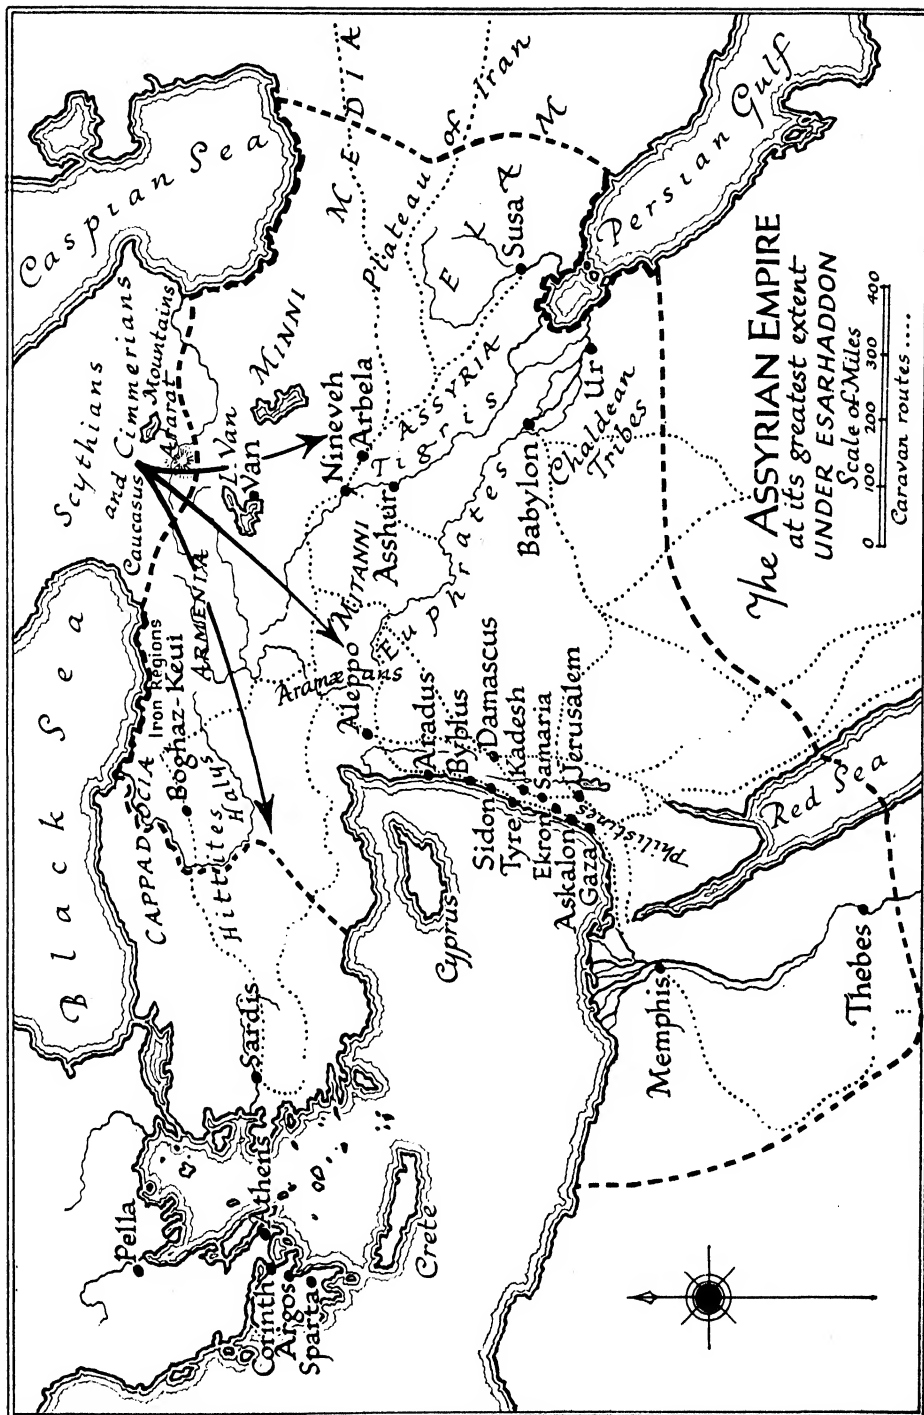 Black Sea
Scythians
and Cimmerians
Caucasus Mountains
Ararat
Caspian Sea
Pella
CAPPADOCIA
Iron Regions
Boghaz-Keui
ARMENIA
L. Van
Van
MINNI
MEDIA
Hittites
Halys
Sardis
Athens
Corinth
Argos
Sparta
Crete
Cyprus
Aramæans
Aleppo
MITANNI
Nineveh
Arbela
Asshur
ASSYRIA
Tigris
Euphrates
Plateau of Iran
ELAM
Susa
Babylon
Ur
Chaldean
Tribes
Persian Gulf
Aradus
Byblus
Damascus
Sidon
Kadesh
Tyre
Samaria
Ekron
Jerusalem
Askalon
Gaza
Philistines
Memphis
Thebes
Red Sea
The ASSYRIAN EMPIRE
at its greatest extent
UNDER ESARHADDON
Scale of Miles
0 100 200 300 400
Caravan routes ....